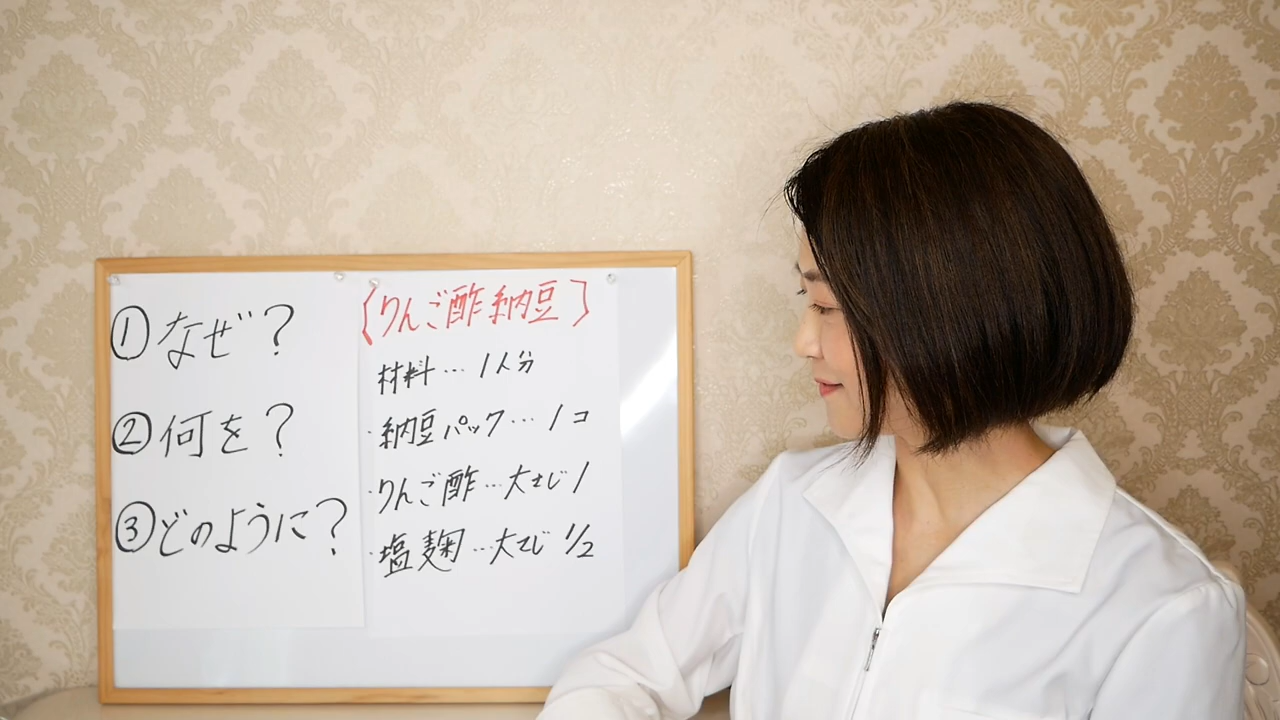 ①なぜ?
②何を?
③どのように?
〔りんご酢納豆〕
材料…1人分
・納豆パック…1コ
・りんご酢…大さじ1
・塩麹…大さじ1/2